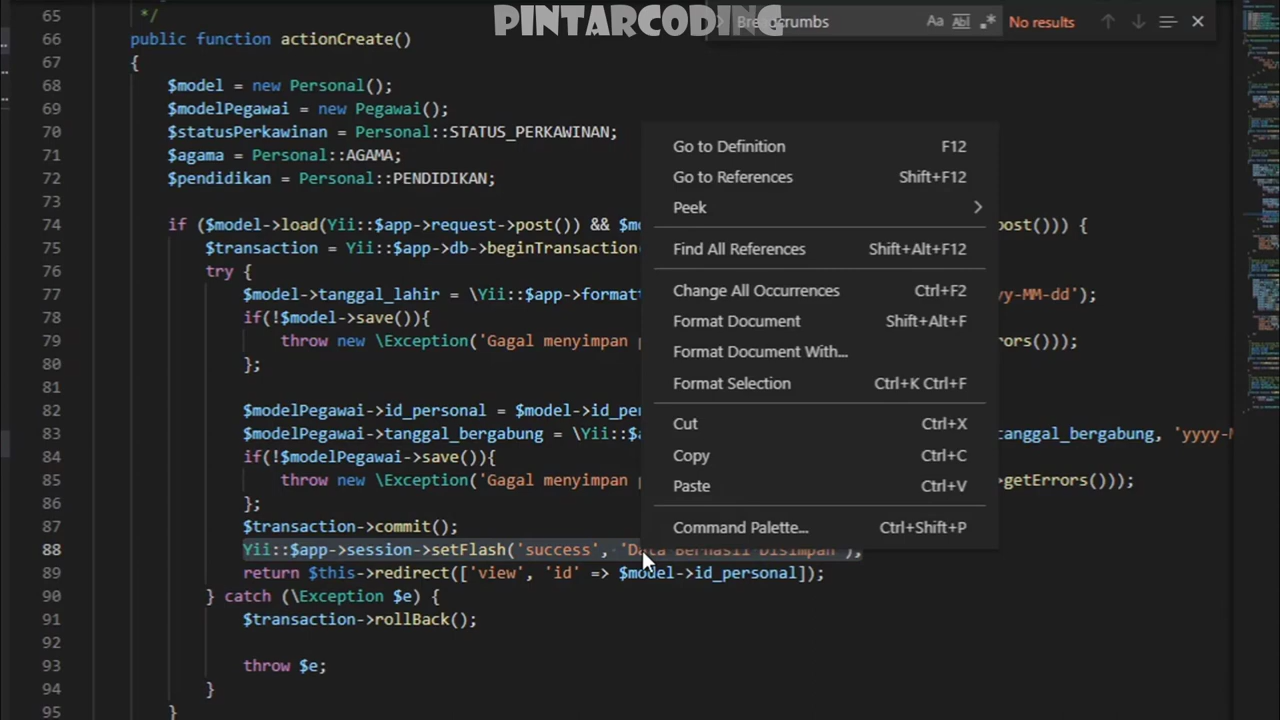 PINTARCODING
Breadcrumbs Aa Abl .* No results
65 */
66 public function actionCreate()
67 {
68 $model = new Personal();
69 $modelPegawai = new Pegawai();
70 $statusPerkawinan = Personal::STATUS_PERKAWINAN;
71 $agama = Personal::AGAMA;
72 $pendidikan = Personal::PENDIDIKAN;
73
74 if ($model->load(Yii::$app->request->post()) && $mo post())) {
75 $transaction = Yii::$app->db->beginTransaction(
76 try {
77 $model->tanggal_lahir = \Yii::$app->format y-MM-dd');
78 if(!$model->save()){
79 throw new \Exception('Gagal menyimpan rors()));
80 };
81
82 $modelPegawai->id_personal = $model->id_per
83 $modelPegawai->tanggal_bergabung = \Yii::$a tanggal_bergabung, 'yyyy-M
84 if(!$modelPegawai->save()){
85 throw new \Exception('Gagal menyimpan >getErrors()));
86 };
87 $transaction->commit();
88 Yii::$app->session->setFlash('success', 'Data Berhasil Disimpan');
89 return $this->redirect(['view', 'id' => $model->id_personal]);
90 } catch (\Exception $e) {
91 $transaction->rollBack();
92
93 throw $e;
94 }
95 }
Go to Definition F12
Go to References Shift+F12
Peek
Find All References Shift+Alt+F12
Change All Occurrences Ctrl+F2
Format Document Shift+Alt+F
Format Document With...
Format Selection Ctrl+K Ctrl+F
Cut Ctrl+X
Copy Ctrl+C
Paste Ctrl+V
Command Palette... Ctrl+Shift+P